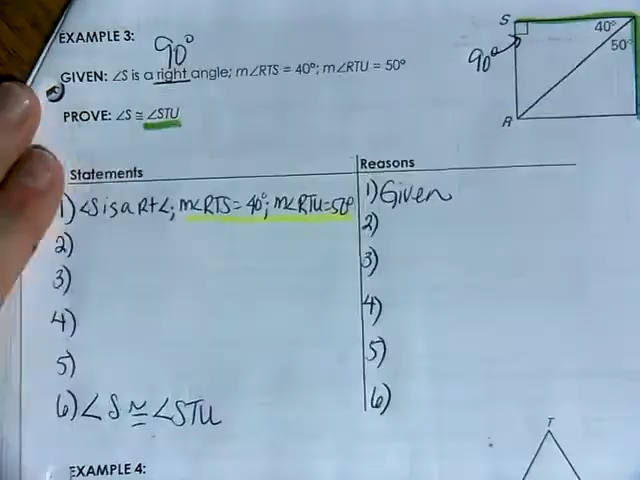 EXAMPLE 3:
90°
GIVEN: ∠S is a right angle; m∠RTS = 40°; m∠RTU = 50°
PROVE: ∠S ≅ ∠STU
S
40°
50°
90°
R
Statements
Reasons
1) ∠S is a Rt ∠; m∠RTS = 40°; m∠RTU = 50°
1) Given
2)
2)
3)
3)
4)
4)
5)
5)
6) ∠S ≅ ∠STU
6)
T
EXAMPLE 4: